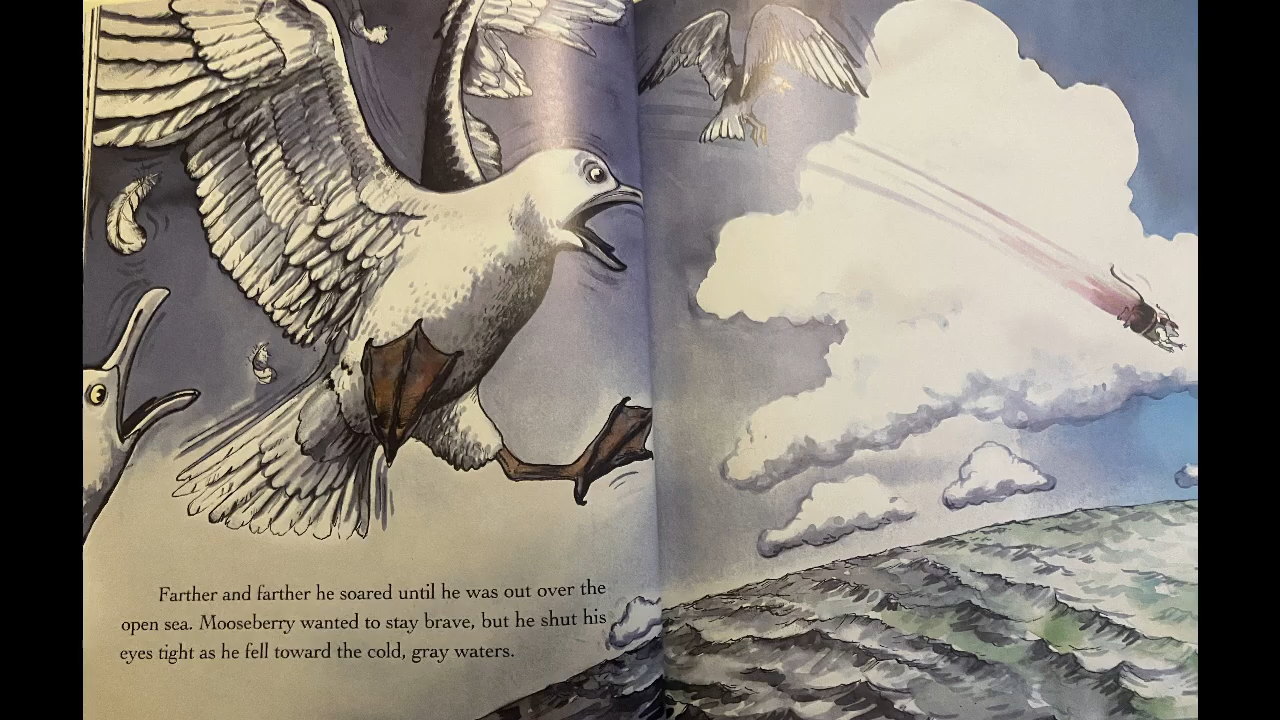 Farther and farther he soared until he was out over the
open sea. Mooseberry wanted to stay brave, but he shut his
eyes tight as he fell toward the cold, gray waters.